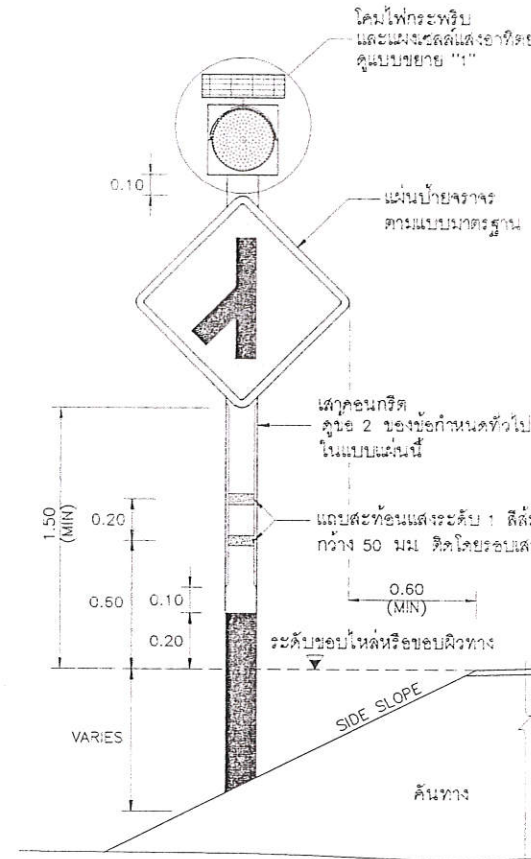 โคมไฟกระพริบ
และแผงเซลล์แสงอาทิตย์
ดูแบบขยาย "1"
0.10
แผ่นป้ายจราจร
ตามแบบมาตรฐาน
เสาคอนกรีต
ดูข้อ 2 ของข้อกำหนดทั่วไป
ในแบบแผ่นนี้
1.50
(MIN)
0.20
แถบสะท้อนแสงระดับ 1
กว้าง 50 มม ติดโดยรอบเสา
0.60
0.10
0.60
(MIN)
0.20
ระดับขอบไหล่หรือขอบผิวทาง
VARIES
SIDE SLOPE
คันทาง